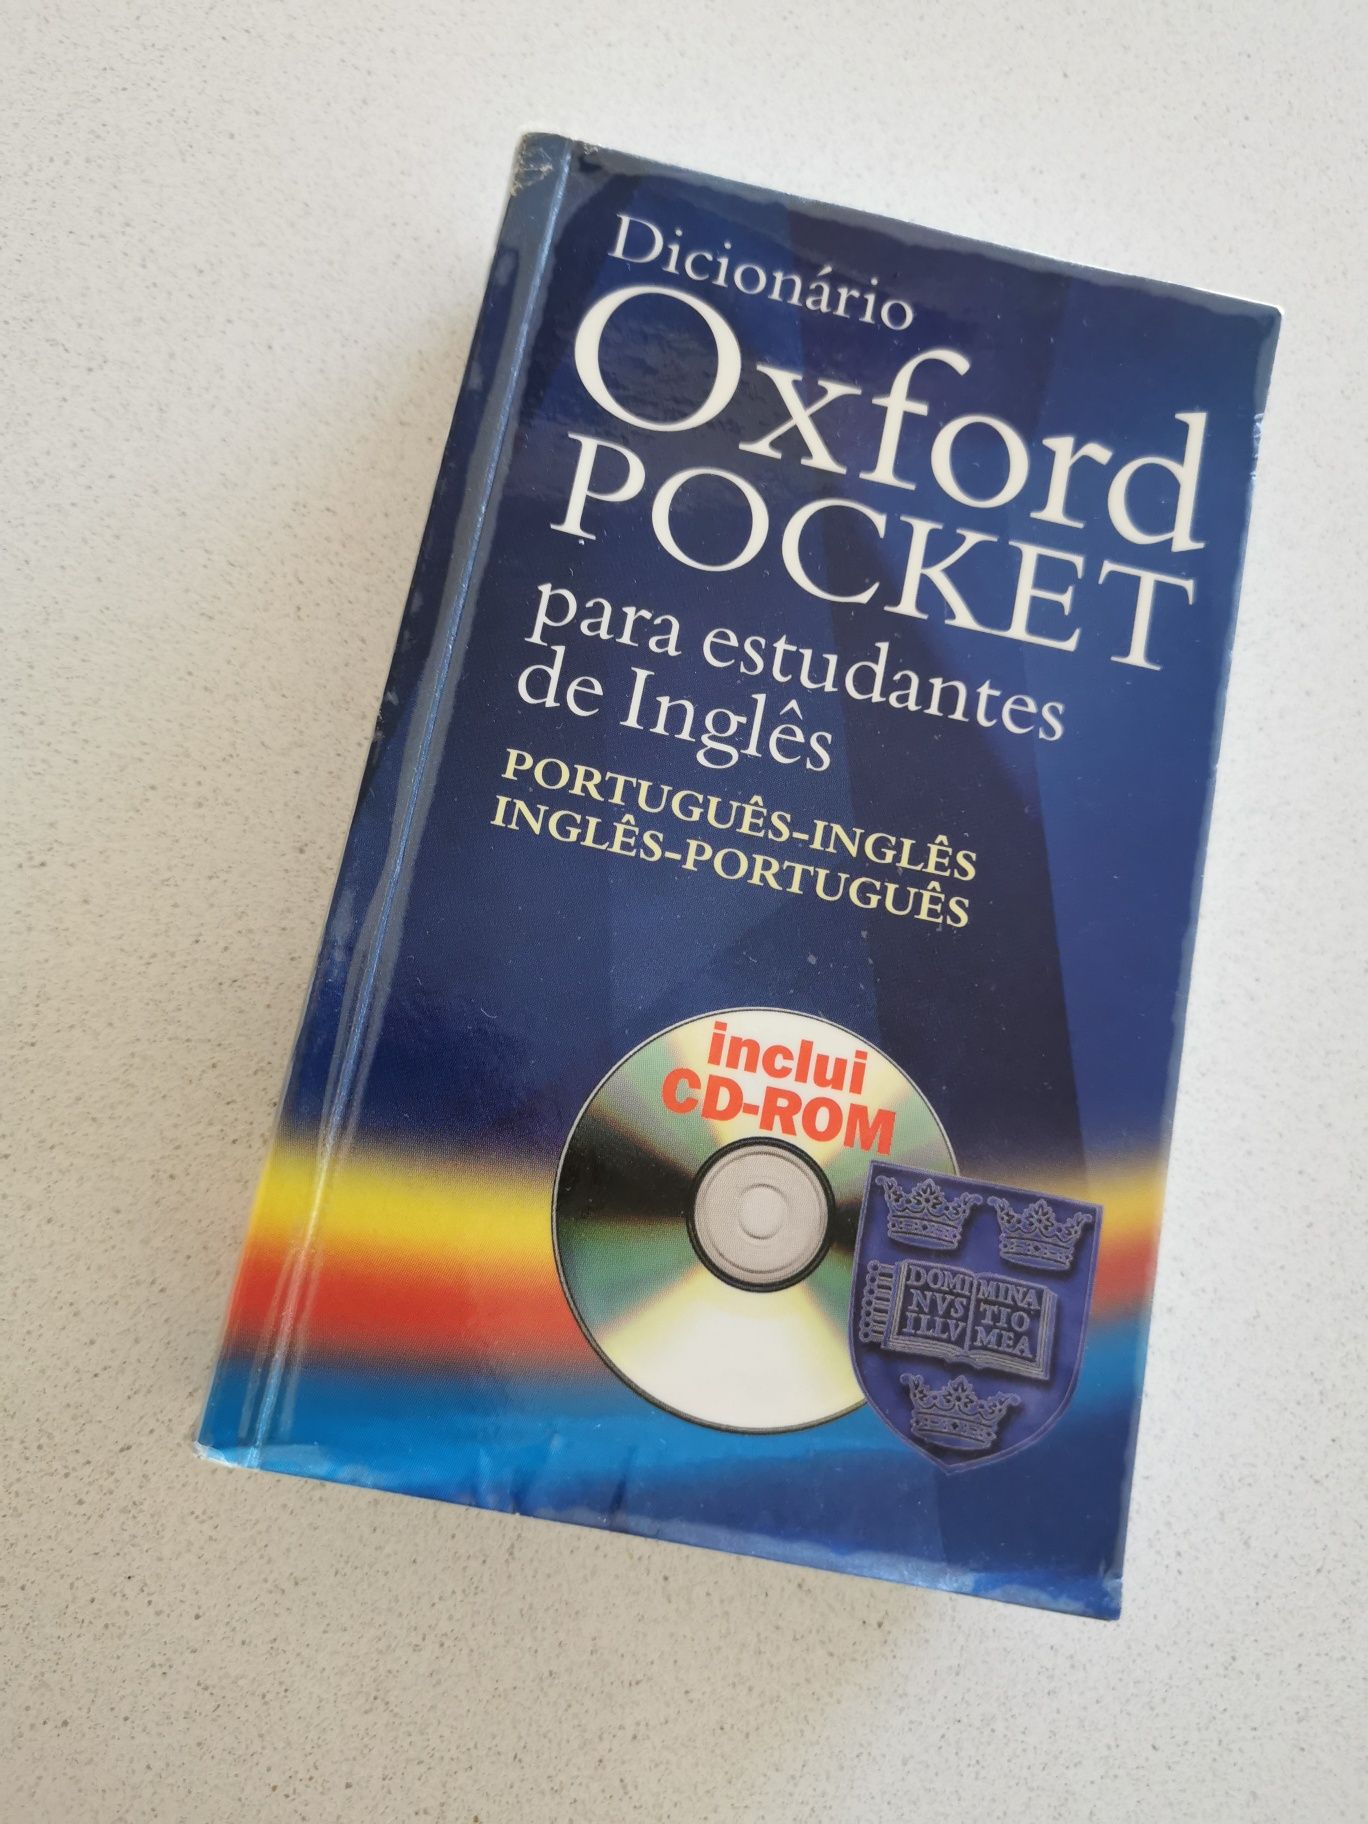 Dicionário
Oxford
POCKET
para estudantes
de Inglês
PORTUGUÊS-INGLÊS
INGLÊS-PORTUGUÊS
inclui
CD-ROM
DOMI MINA
NVS TIO
ILLV MEA